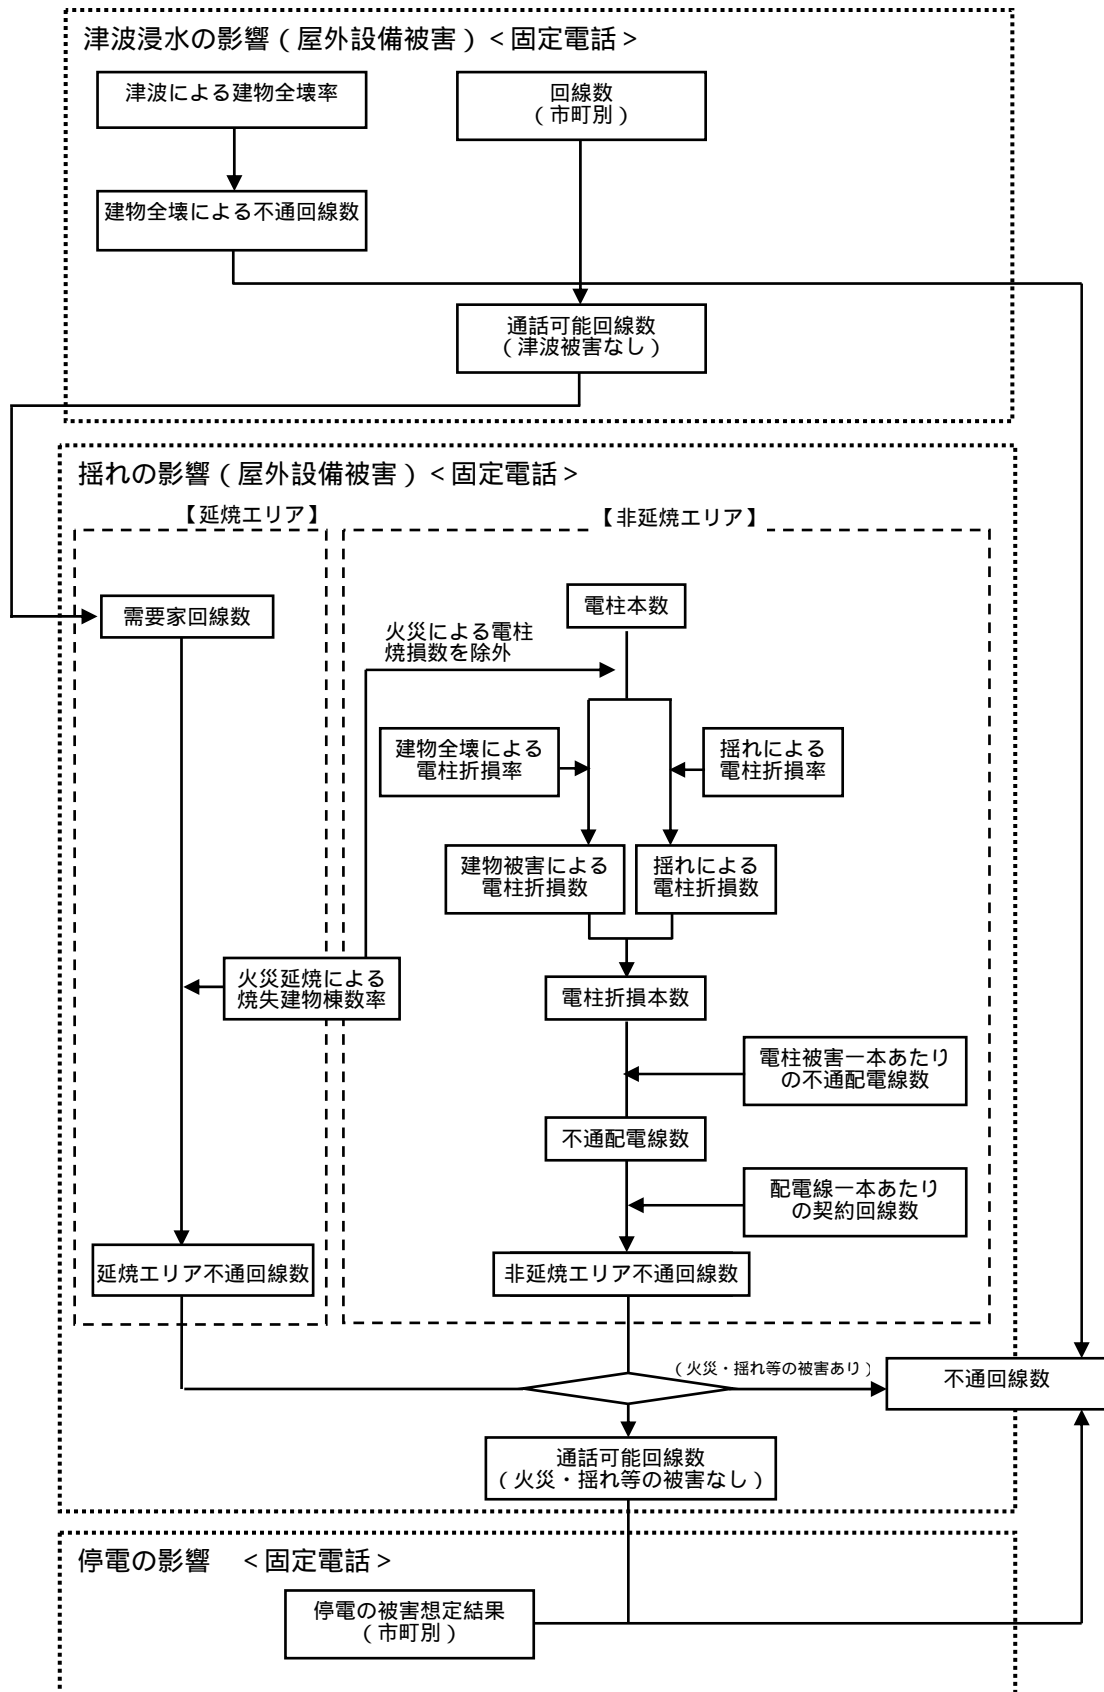 津波浸水の影響（屋外設備被害）＜固定電話＞
津波による建物全壊率
回線数
（市町別）
建物全壊による不通回線数
通話可能回線数
（津波被害なし）
揺れの影響（屋外設備被害）＜固定電話＞
【延焼エリア】
【非延焼エリア】
需要家回線数
電柱本数
火災による電柱
焼損数を除外
建物全壊による
電柱折損率
揺れによる
電柱折損率
建物被害による
電柱折損数
揺れによる
電柱折損数
火災延焼による
焼失建物棟数率
電柱折損本数
電柱被害一本あたり
の不通配電線数
不通配電線数
配電線一本あたり
の契約回線数
延焼エリア不通回線数
非延焼エリア不通回線数
（火災・揺れ等の被害あり）
不通回線数
通話可能回線数
（火災・揺れ等の被害なし）
停電の影響　＜固定電話＞
停電の被害想定結果
（市町別）